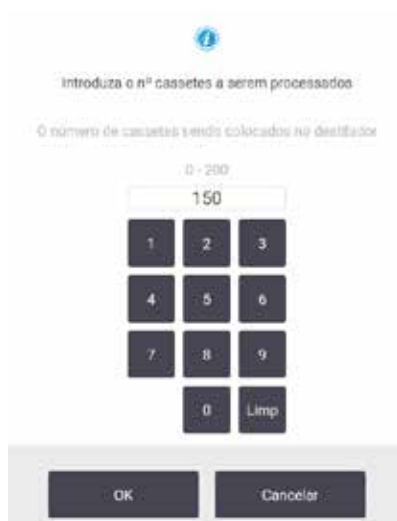 i
Introduza o nº cassetes a serem processados
O número de cassetes sendo colocados no destilador
0 - 200
150
1 2 3
4 5 6
7 8 9
0 Limp
OK Cancelar